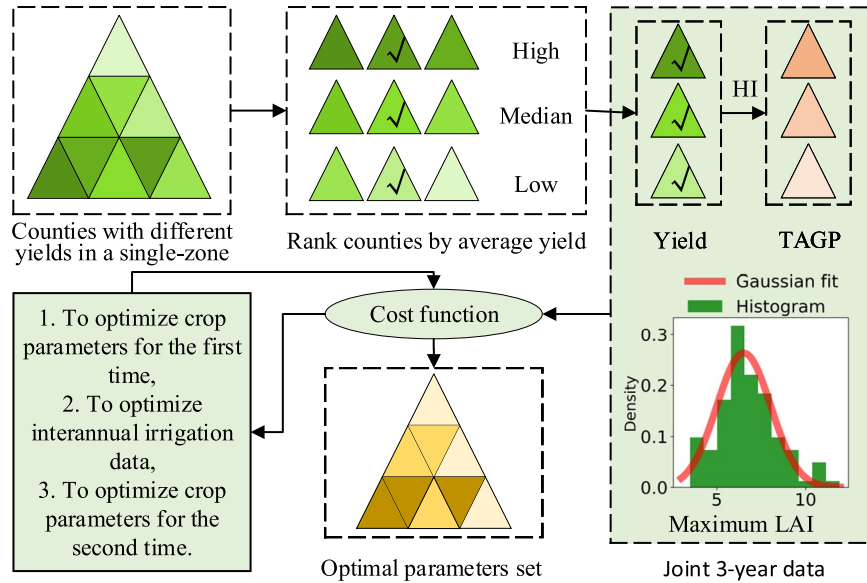 High
Median
Low
HI
Counties with different
yields in a single-zone
Rank counties by average yield
Yield
TAGP
1. To optimize crop
parameters for the first
time,
2. To optimize
interannual irrigation
data,
3. To optimize crop
parameters for the
second time.
Cost function
Optimal parameters set
Gaussian fit
Histogram
Density
0.3
0.2
0.1
0.0
5
10
Maximum LAI
Joint 3-year data